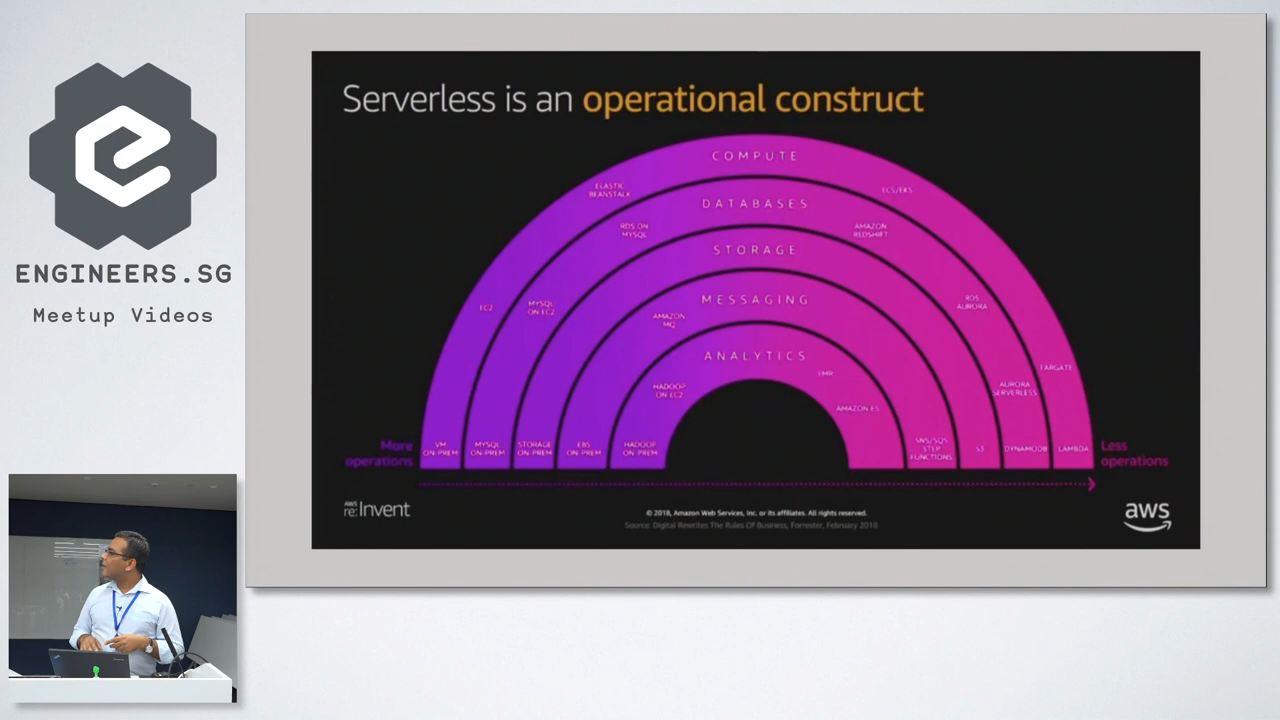 ENGINEERS.SG
Meetup Videos
Serverless is an operational construct
COMPUTE
ELASTIC
BEANSTALK
ECS/EKS
DATABASES
RDS ON
MYSQL
AMAZON
REDSHIFT
STORAGE
EC2
MYSQL
ON EC2
MESSAGING
AMAZON
MQ
RDS
AURORA
ANALYTICS
HADOOP
ON EC2
EMR
AMAZON ES
FARGATE
AURORA
SERVERLESS
More
operations
VM
ON-PREM
MYSQL
ON-PREM
STORAGE
ON-PREM
EBS
ON-PREM
HADOOP
ON-PREM
SNS/SQS
STEP
FUNCTIONS
S3
DYNAMODB
LAMBDA
Less
operations
AWS
re:Invent
© 2018, Amazon Web Services, Inc. or its affiliates. All rights reserved.
Source: Digital Rewrites The Rules Of Business, Forrester, February 2018
aws